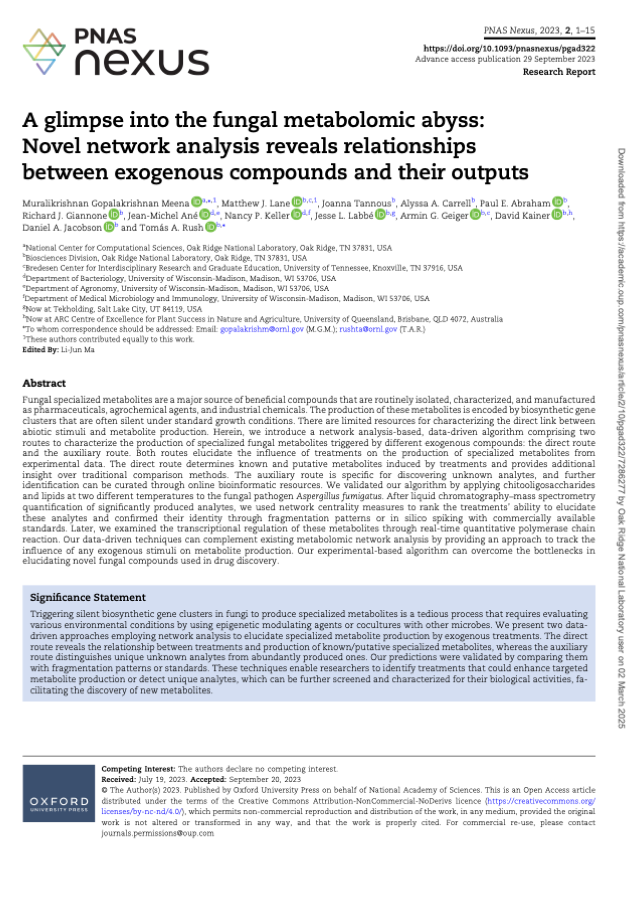 PNAS
nexus
PNAS Nexus, 2023, 2, 1–15
https://doi.org/10.1093/pnasnexus/pgad322
Advance access publication 29 September 2023
Research Report
A glimpse into the fungal metabolomic abyss:
Novel network analysis reveals relationships
between exogenous compounds and their outputs
Muralikrishnan Gopalakrishnan Meena iD a,*,1, Matthew J. Lane iD b,c,1, Joanna Tannous b, Alyssa A. Carrell b, Paul E. Abraham iD b,
Richard J. Giannone iD b, Jean-Michel Ané iD d,e, Nancy P. Keller iD d,f, Jesse L. Labbé iD b,g, Armin G. Geiger iD b,c, David Kainer iD b,h,
Daniel A. Jacobson iD b and Tomás A. Rush iD b,*
a National Center for Computational Sciences, Oak Ridge National Laboratory, Oak Ridge, TN 37831, USA
b Biosciences Division, Oak Ridge National Laboratory, Oak Ridge, TN 37831, USA
c Bredesen Center for Interdisciplinary Research and Graduate Education, University of Tennessee, Knoxville, TN 37916, USA
d Department of Bacteriology, University of Wisconsin-Madison, Madison, WI 53706, USA
e Department of Agronomy, University of Wisconsin-Madison, Madison, WI 53706, USA
f Department of Medical Microbiology and Immunology, University of Wisconsin-Madison, Madison, WI 53706, USA
g Now at Tekholding, Salt Lake City, UT 84119, USA
h Now at ARC Centre of Excellence for Plant Success in Nature and Agriculture, University of Queensland, Brisbane, QLD 4072, Australia
*To whom correspondence should be addressed: Email: gopalakrishm@ornl.gov (M.G.M.); rushta@ornl.gov (T.A.R.)
1 These authors contributed equally to this work.
Edited By: Li-Jun Ma
Abstract
Fungal specialized metabolites are a major source of beneficial compounds that are routinely isolated, characterized, and manufactured
as pharmaceuticals, agrochemical agents, and industrial chemicals. The production of these metabolites is encoded by biosynthetic gene
clusters that are often silent under standard growth conditions. There are limited resources for characterizing the direct link between
abiotic stimuli and metabolite production. Herein, we introduce a network analysis-based, data-driven algorithm comprising two
routes to characterize the production of specialized fungal metabolites triggered by different exogenous compounds: the direct route
and the auxiliary route. Both routes elucidate the influence of treatments on the production of specialized metabolites from
experimental data. The direct route determines known and putative metabolites induced by treatments and provides additional
insight over traditional comparison methods. The auxiliary route is specific for discovering unknown analytes, and further
identification can be curated through online bioinformatic resources. We validated our algorithm by applying chitooligosaccharides
and lipids at two different temperatures to the fungal pathogen Aspergillus fumigatus. After liquid chromatography–mass spectrometry
quantification of significantly produced analytes, we used network centrality measures to rank the treatments' ability to elucidate
these analytes and confirmed their identity through fragmentation patterns or in silico spiking with commercially available
standards. Later, we examined the transcriptional regulation of these metabolites through real-time quantitative polymerase chain
reaction. Our data-driven techniques can complement existing metabolomic network analysis by providing an approach to track the
influence of any exogenous stimuli on metabolite production. Our experimental-based algorithm can overcome the bottlenecks in
elucidating novel fungal compounds used in drug discovery.
Significance Statement
Triggering silent biosynthetic gene clusters in fungi to produce specialized metabolites is a tedious process that requires evaluating
various environmental conditions by using epigenetic modulating agents or cocultures with other microbes. We present two data-
driven approaches employing network analysis to elucidate specialized metabolite production by exogenous treatments. The direct
route reveals the relationship between treatments and production of known/putative specialized metabolites, whereas the auxiliary
route distinguishes unique unknown analytes from abundantly produced ones. Our predictions were validated by comparing them
with fragmentation patterns or standards. These techniques enable researchers to identify treatments that could enhance targeted
metabolite production or detect unique analytes, which can be further screened and characterized for their biological activities, fa-
cilitating the discovery of new metabolites.
OXFORD
UNIVERSITY PRESS
Competing Interest: The authors declare no competing interest.
Received: July 19, 2023. Accepted: September 20, 2023
© The Author(s) 2023. Published by Oxford University Press on behalf of National Academy of Sciences. This is an Open Access article
distributed under the terms of the Creative Commons Attribution-NonCommercial-NoDerivs licence (https://creativecommons.org/
licenses/by-nc-nd/4.0/), which permits non-commercial reproduction and distribution of the work, in any medium, provided the original
work is not altered or transformed in any way, and that the work is properly cited. For commercial re-use, please contact
journals.permissions@oup.com
Downloaded from https://academic.oup.com/pnasnexus/article/2/10/pgad322/7286277 by Oak Ridge National Laboratory user on 02 March 2025